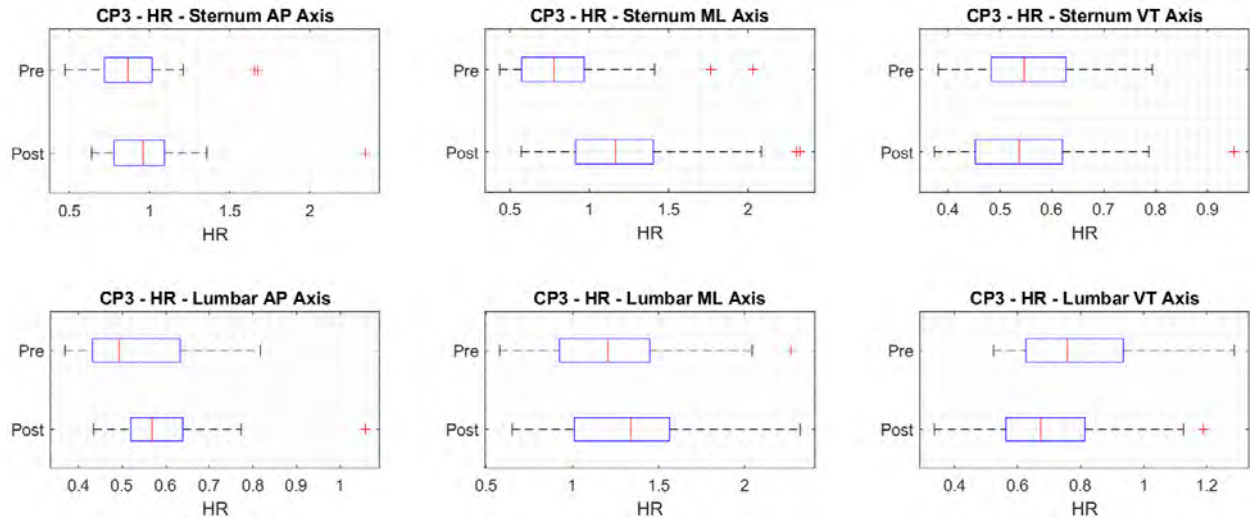 CP3 - HR - Sternum AP Axis
Pre
Post
0.5 1 1.5 2
HR
CP3 - HR - Sternum ML Axis
Pre
Post
0.5 1 1.5 2
HR
CP3 - HR - Sternum VT Axis
Pre
Post
0.4 0.5 0.6 0.7 0.8 0.9
HR
CP3 - HR - Lumbar AP Axis
Pre
Post
0.4 0.5 0.6 0.7 0.8 0.9 1
HR
CP3 - HR - Lumbar ML Axis
Pre
Post
0.5 1 1.5 2
HR
CP3 - HR - Lumbar VT Axis
Pre
Post
0.4 0.6 0.8 1 1.2
HR